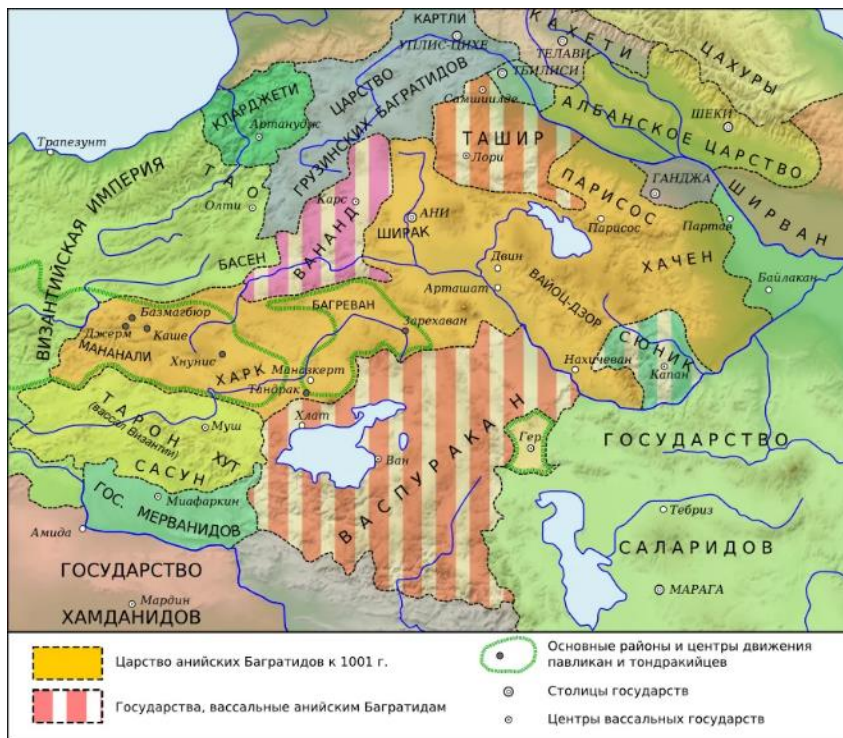 КАРТЛИ
УПЛИС-ЦИХЕ
КАХЕТИ
ТЕЛАВИ
ЦАХУРЫ
ТБИЛИСИ
Самшвилде
КЛАРДЖЕТИ
Артанудж
ЦАРСТВО
ГРУЗИНСКИХ БАГРАТИДОВ
АЛБАНСКОЕ ЦАРСТВО
ШЕКИ
Трапезунт
ТАШИР
Лори
ВИЗАНТИЙСКАЯ ИМПЕРИЯ
ТАО
Олти
Карс
АНИ
ШИРАК
ПАРИСОС
Парисос
ГАНДЖА
ШИРВАН
Партав
ВАНАНД
БАСЕН
Двин
ХАЧЕН
Арташат
ВАЙОЦ-ДЗОР
Байлакан
Базмагбюр
БАГРЕВАН
Зарехаван
Джерм
Каше
МАНАНАЛИ
Хнунис
ХАРК
Маназкерт
Тандрак
СЮНИК
Нахичеван
Капан
ТАРОН
(вассал Византии)
Муш
ХУТ
Хлат
САСУН
Ван
ВАСПУРАКАН
Гер
ГОСУДАРСТВО
Миафаркин
ГОС. МЕРВАНИДОВ
Амида
Тебриз
САЛАРИДОВ
ГОСУДАРСТВО
МАРАГА
Мардин
ХАМДАНИДОВ
Царство анийских Багратидов к 1001 г.
Государства, вассальные анийским Багратидам
Основные районы и центры движения
павликан и тондракийцев
Столицы государств
Центры вассальных государств